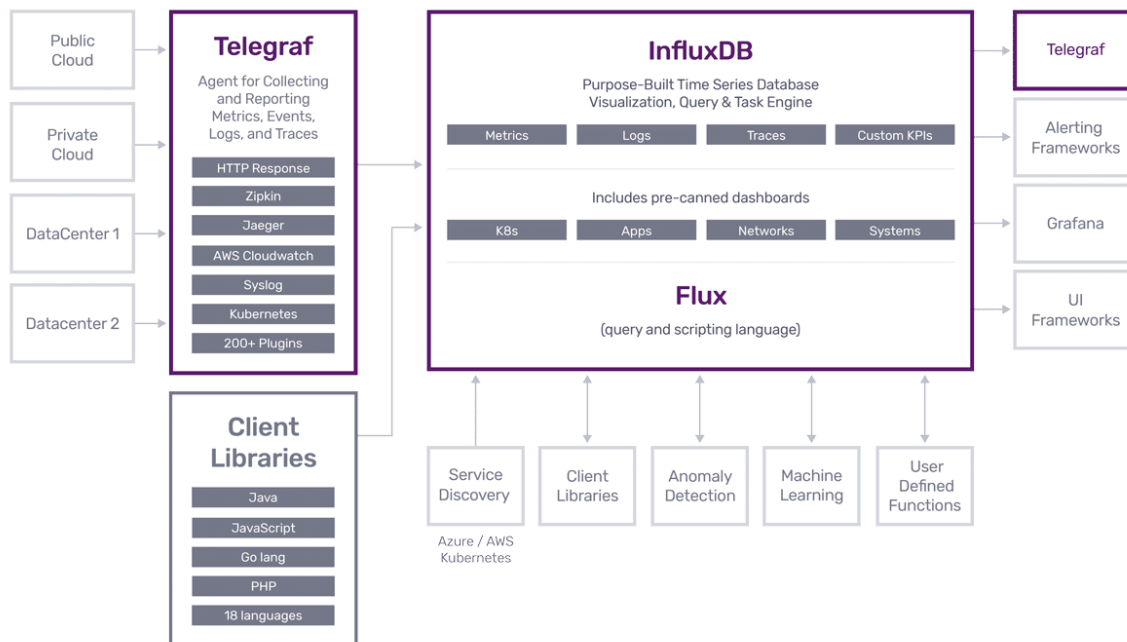 Public
Cloud
Private
Cloud
DataCenter 1
Datacenter 2
Telegraf
Agent for Collecting
and Reporting
Metrics, Events,
Logs, and Traces
HTTP Response
Zipkin
Jaeger
AWS Cloudwatch
Syslog
Kubernetes
200+ Plugins
Client
Libraries
Java
JavaScript
Go lang
PHP
18 languages
InfluxDB
Purpose-Built Time Series Database
Visualization, Query & Task Engine
Metrics
Logs
Traces
Custom KPIs
Includes pre-canned dashboards
K8s
Apps
Networks
Systems
Flux
(query and scripting language)
Service
Discovery
Azure / AWS
Kubernetes
Client
Libraries
Anomaly
Detection
Machine
Learning
User
Defined
Functions
Telegraf
Alerting
Frameworks
Grafana
UI
Frameworks